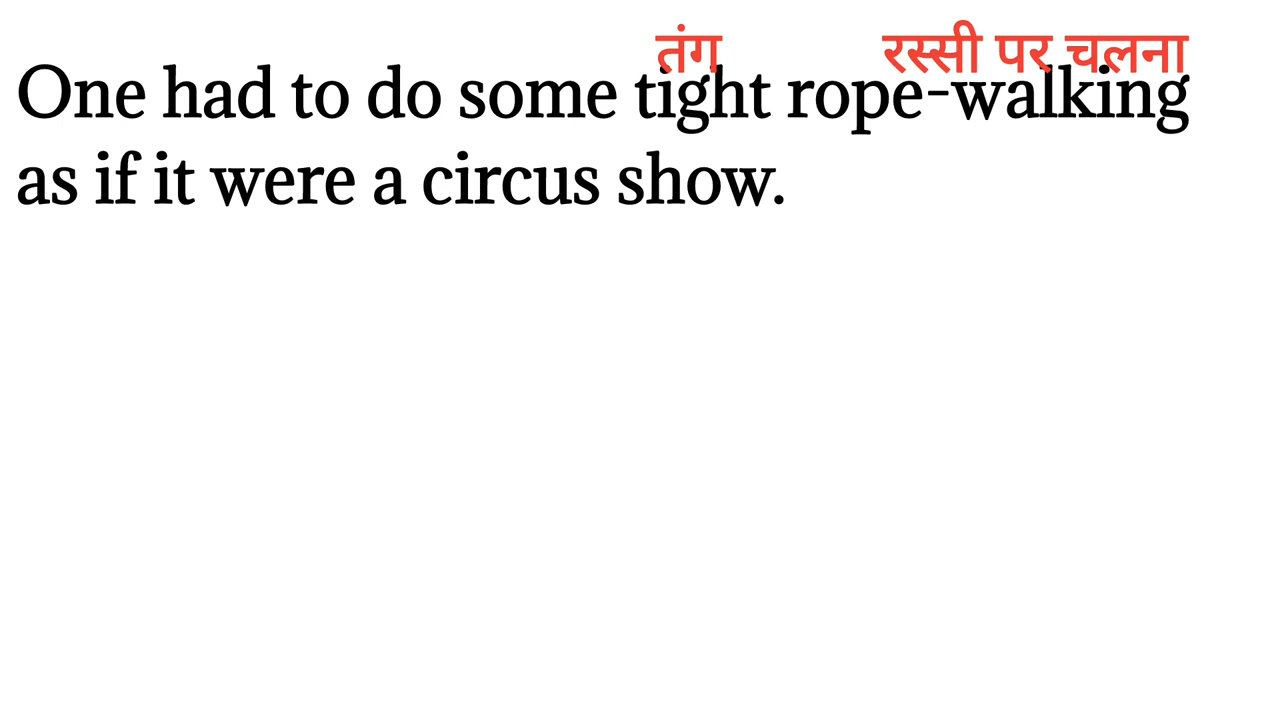 तंग रस्सी पर चलना
One had to do some tight rope-walking
as if it were a circus show.